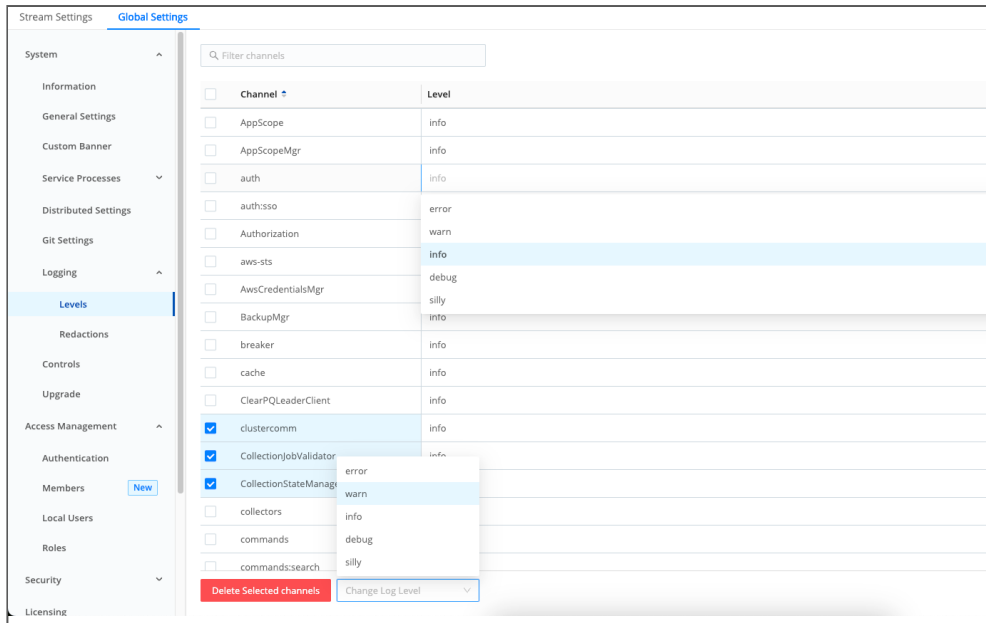 Stream Settings Global Settings
System
Information
General Settings
Custom Banner
Service Processes
Distributed Settings
Git Settings
Logging
Levels
Redactions
Controls
Upgrade
Access Management
Authentication
Members New
Local Users
Roles
Security
Licensing
Filter channels
Channel Level
AppScope info
AppScopeMgr info
auth info
auth:sso
Authorization
aws-sts
AwsCredentialsMgr
BackupMgr info
error
warn
info
debug
silly
breaker info
cache info
ClearPQLeaderClient info
clustercomm info
CollectionJobValidator info
CollectionStateManage
collectors
commands
commands:search
error
warn
info
debug
silly
Delete Selected channels Change Log Level